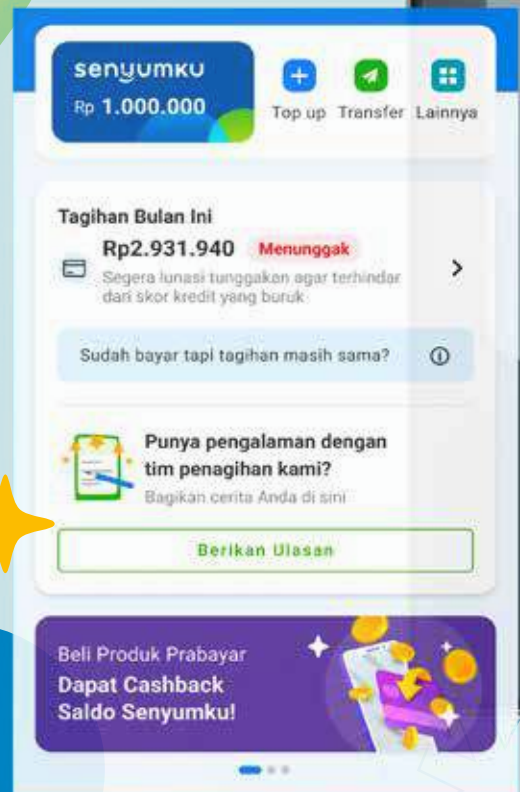 senyumku
Rp 1.000.000
Top up Transfer Lainnya
Tagihan Bulan Ini
Rp2.931.940 Menunggak
Segera lunasi tunggakan agar terhindar
dari skor kredit yang buruk
Sudah bayar tapi tagihan masih sama?
Punya pengalaman dengan
tim penagihan kami?
Bagikan cerita Anda di sini
Berikan Ulasan
Beli Produk Prabayar
Dapat Cashback
Saldo Senyumku!